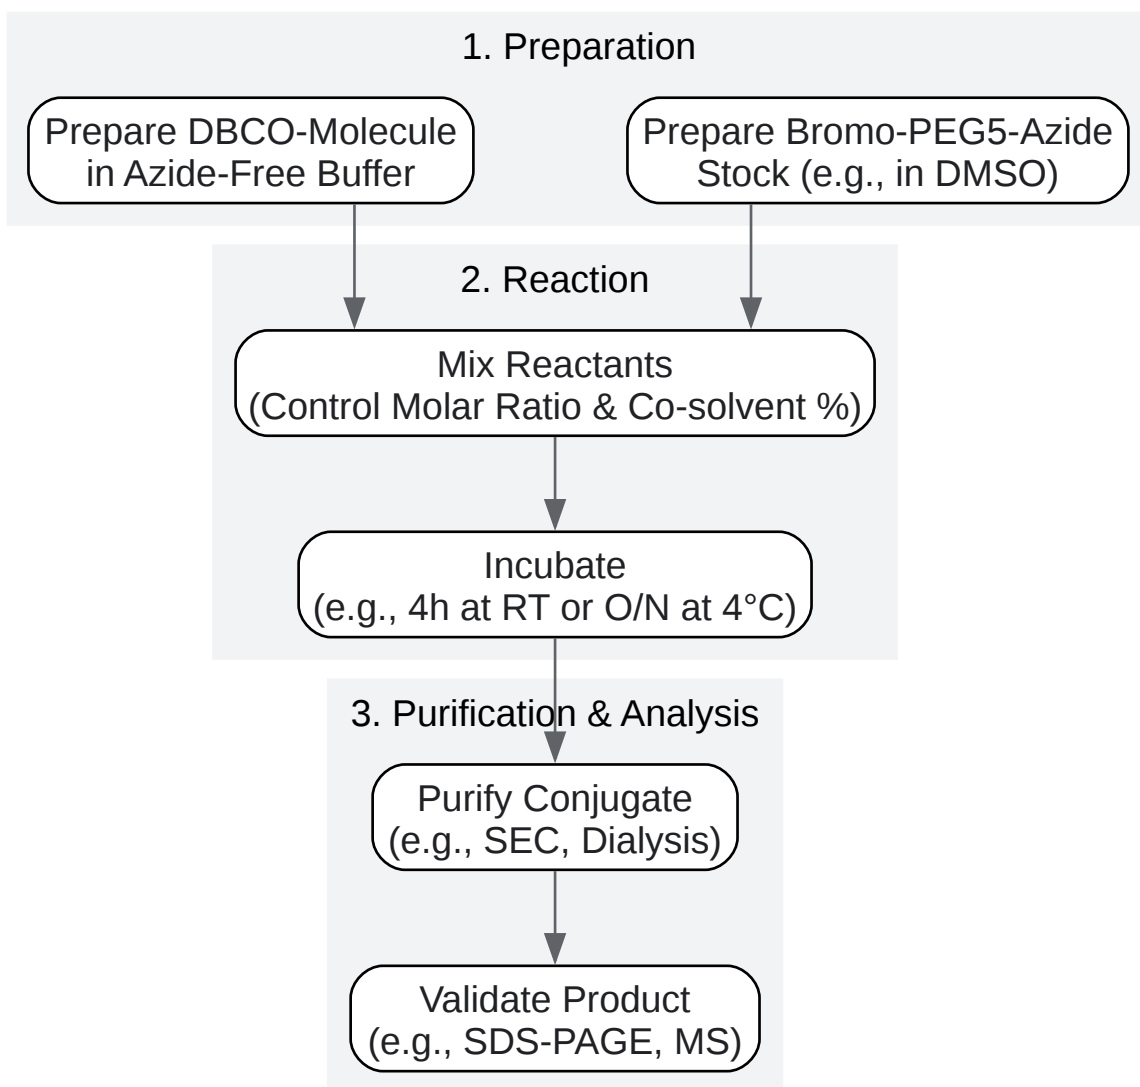 1. Preparation
Prepare DBCO-Molecule
in Azide-Free Buffer
Prepare Bromo-PEG5-Azide
Stock (e.g., in DMSO)
2. Reaction
Mix Reactants
(Control Molar Ratio & Co-solvent %)
Incubate
(e.g., 4h at RT or O/N at 4°C)
3. Purification & Analysis
Purify Conjugate
(e.g., SEC, Dialysis)
Validate Product
(e.g., SDS-PAGE, MS)